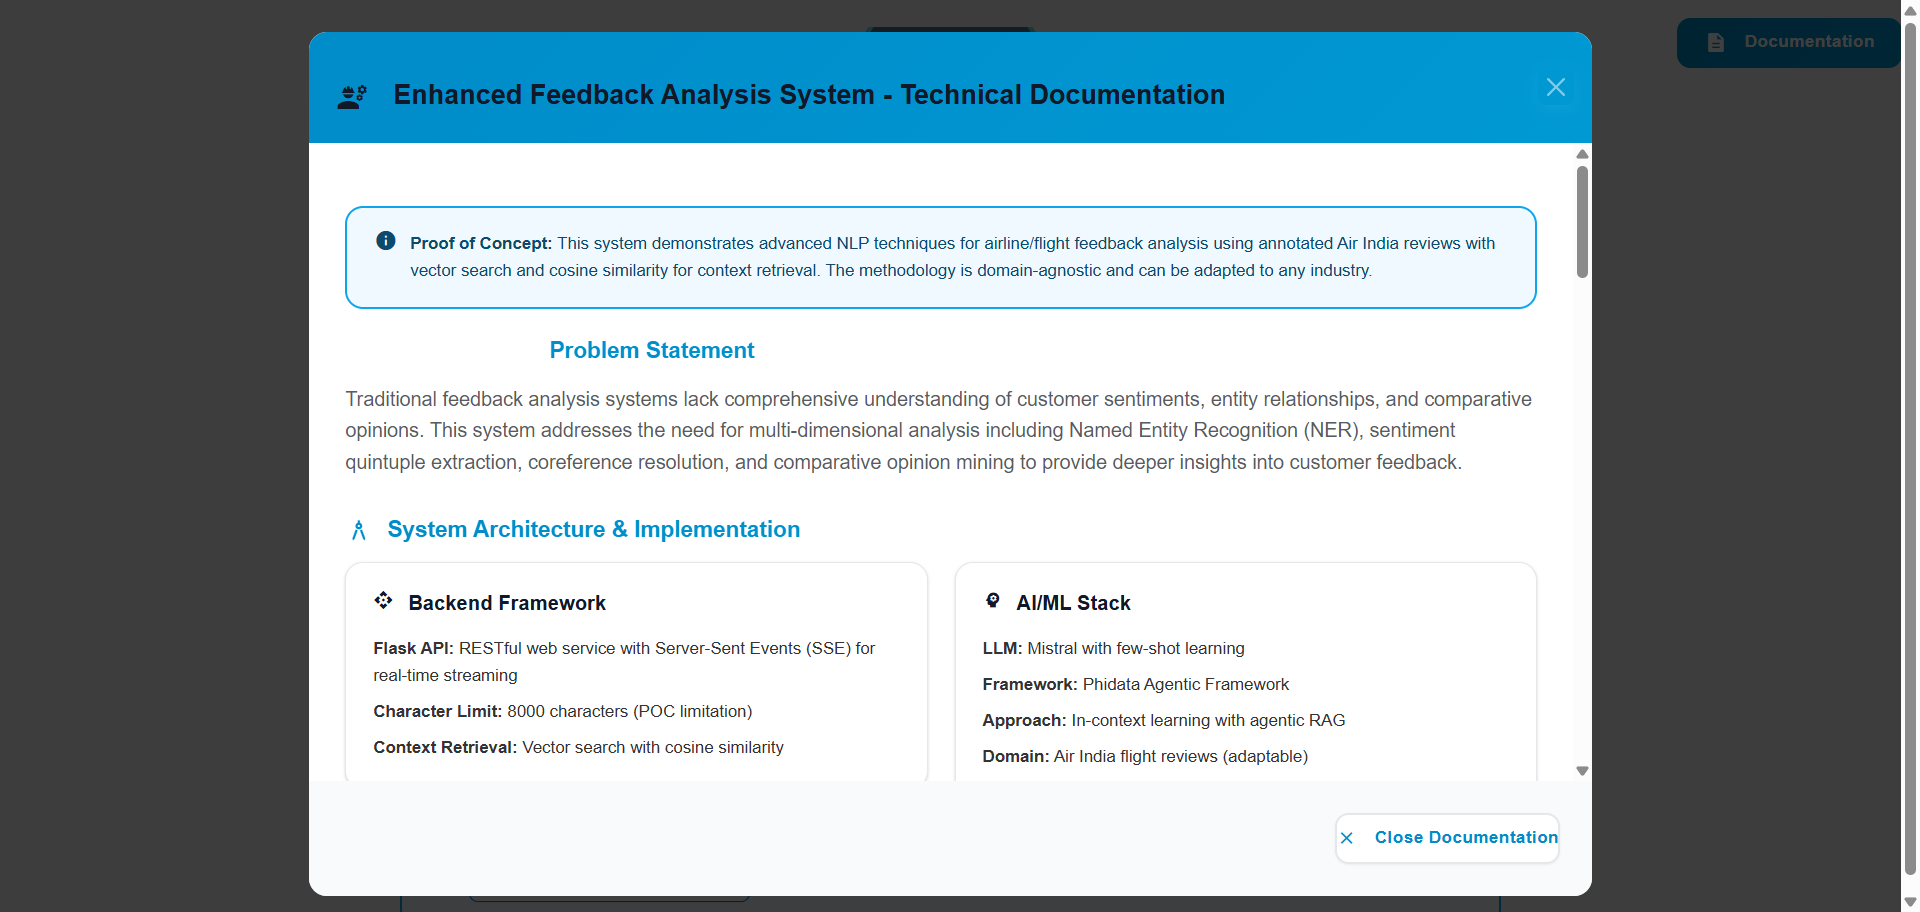 Documentation
Enhanced Feedback Analysis System - Technical Documentation
Proof of Concept: This system demonstrates advanced NLP techniques for airline/flight feedback analysis using annotated Air India reviews with
vector search and cosine similarity for context retrieval. The methodology is domain-agnostic and can be adapted to any industry.
Problem Statement
Traditional feedback analysis systems lack comprehensive understanding of customer sentiments, entity relationships, and comparative
opinions. This system addresses the need for multi-dimensional analysis including Named Entity Recognition (NER), sentiment
quintuple extraction, coreference resolution, and comparative opinion mining to provide deeper insights into customer feedback.
System Architecture & Implementation
Backend Framework
Flask API: RESTful web service with Server-Sent Events (SSE) for
real-time streaming
Character Limit: 8000 characters (POC limitation)
Context Retrieval: Vector search with cosine similarity
AI/ML Stack
LLM: Mistral with few-shot learning
Framework: Phidata Agentic Framework
Approach: In-context learning with agentic RAG
Domain: Air India flight reviews (adaptable)
Close Documentation